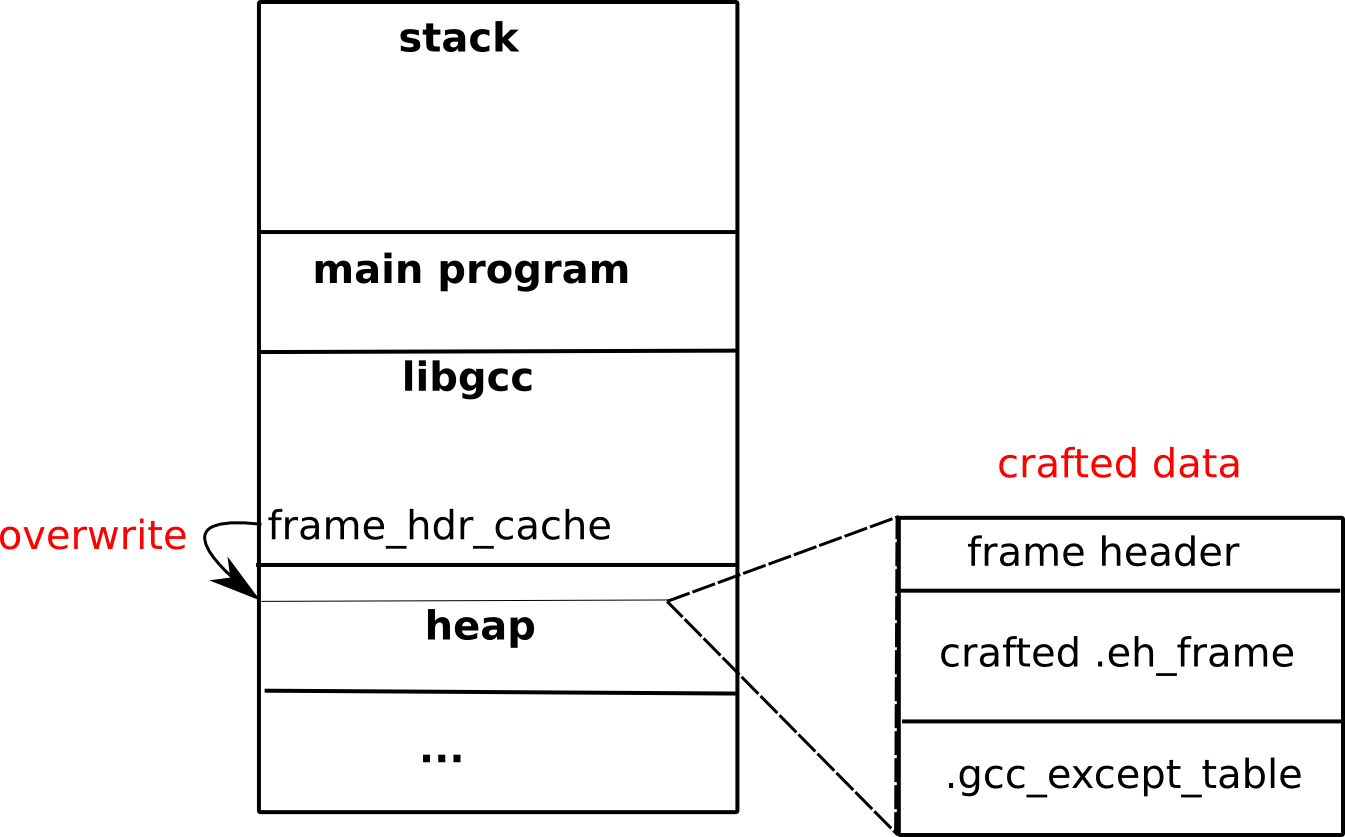 stack
main program
libgcc
crafted data
overwrite
frame_hdr_cache
frame header
heap
crafted .eh_frame
...
.gcc_except_table